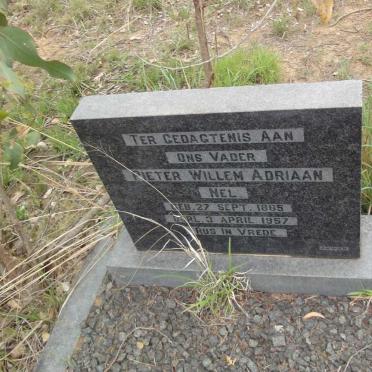 TER GEDAGTENIS AAN
ONS VADER
PIETER WILLEM ADRIAAN
NEL
GEB. 27 SEPT. 1885
OORL. 3 APRIL 1957
RUS IN VREDE